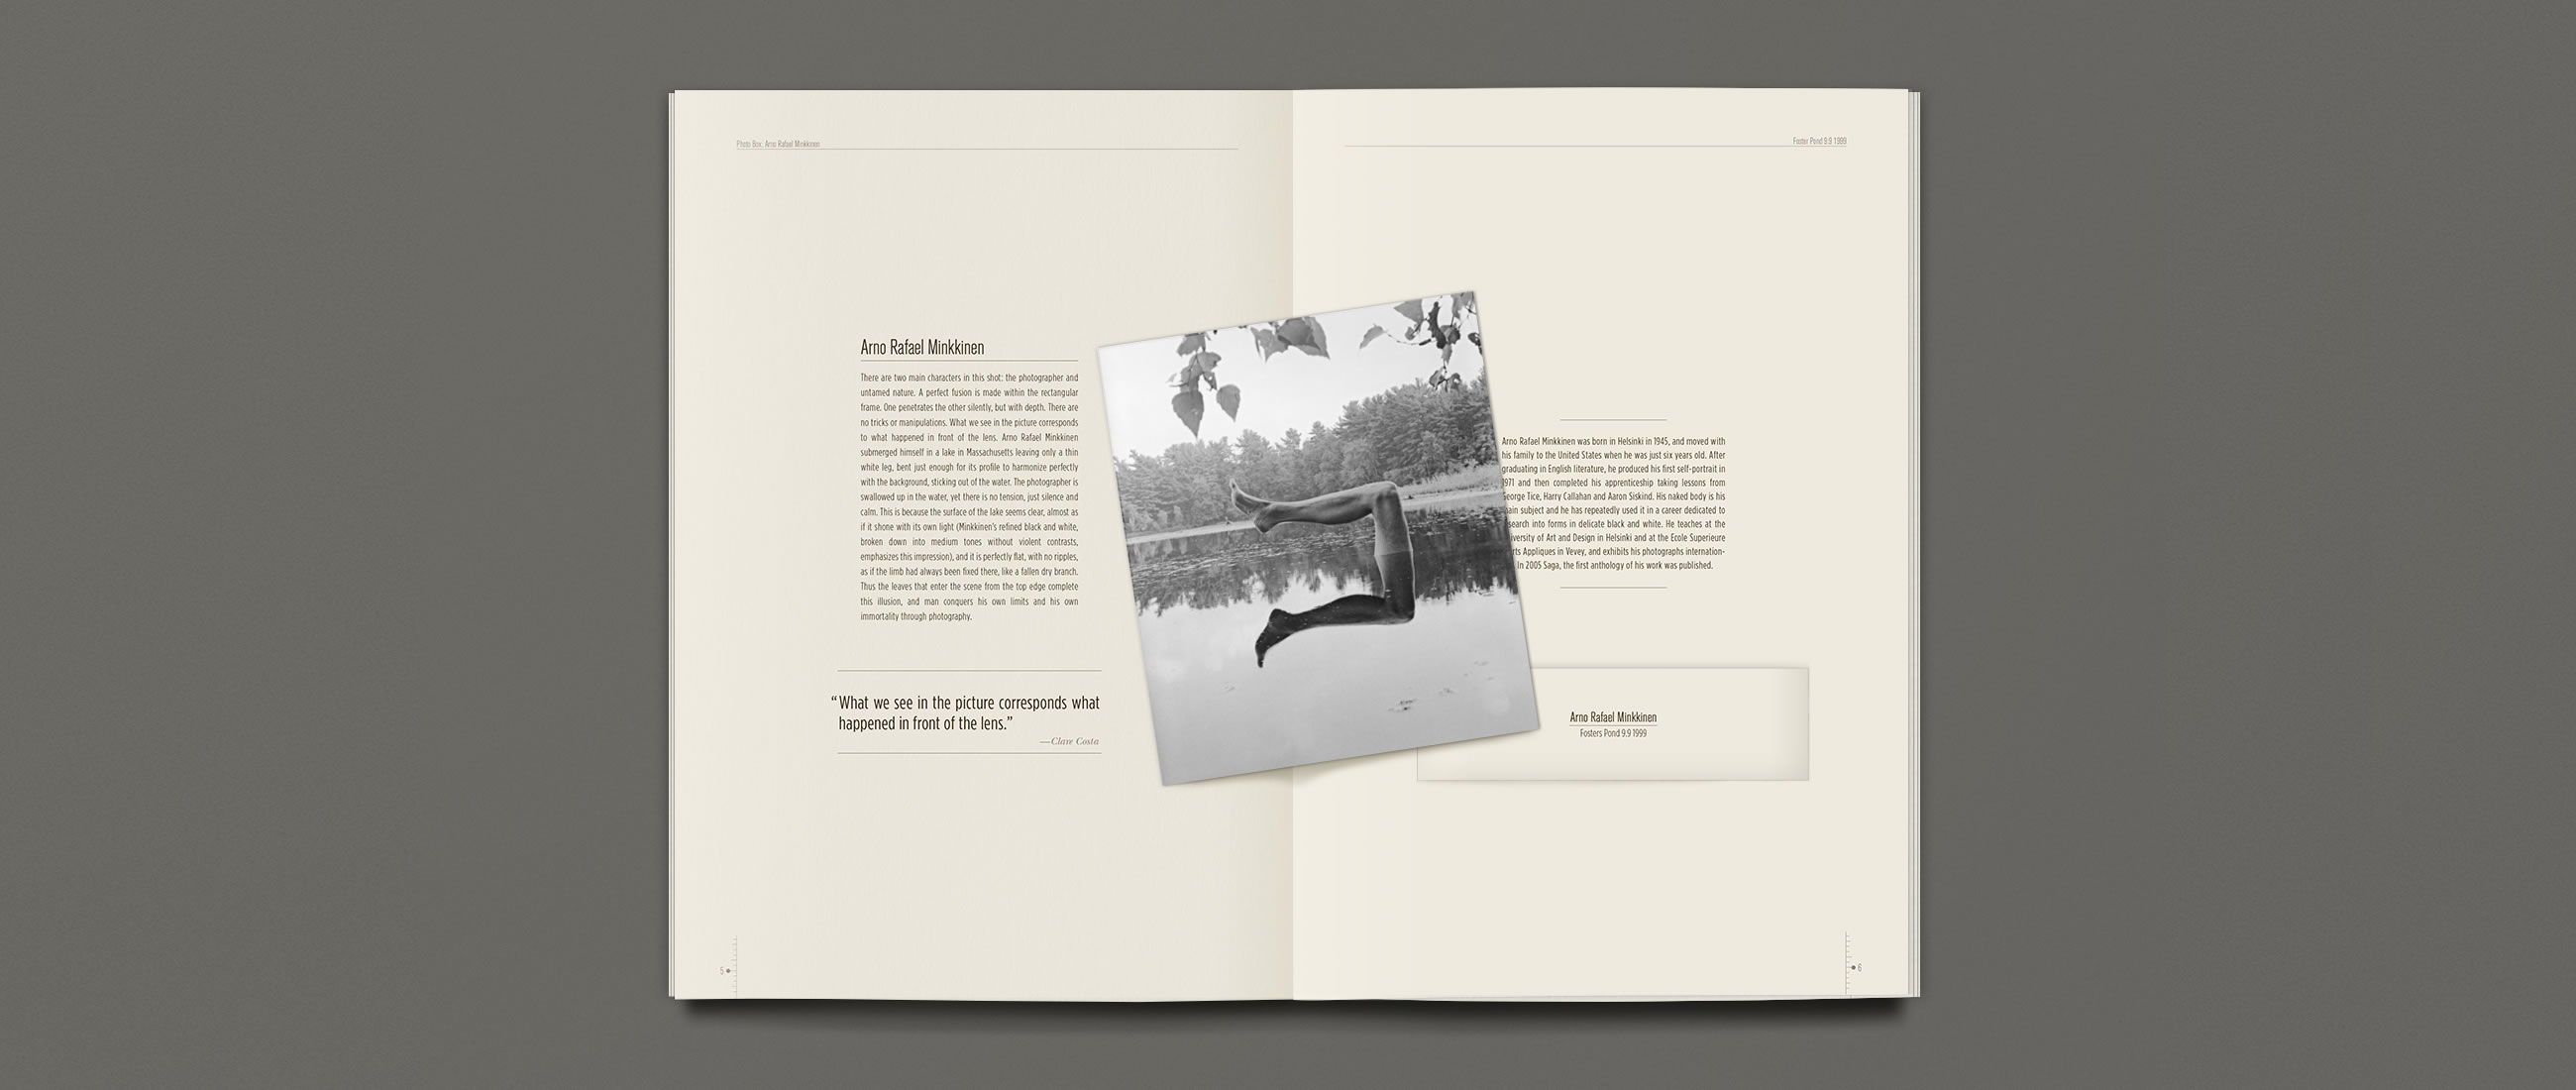 Photo Box: Arno Rafael Minkkinen
Arno Rafael Minkkinen
There are two main characters in this shot: the photographer and
untamed nature. A perfect fusion is made within the rectangular
frame. One penetrates the other silently, but with depth. There are
no tricks or manipulations. What we see in the picture corresponds
to what happened in front of the lens. Arno Rafael Minkkinen
submerged himself in a lake in Massachusetts leaving only a thin
white leg, bent just enough for its profile to harmonize perfectly
with the background, sticking out of the water. The photographer is
swallowed up in the water, yet there is no tension, just silence and
calm. This is because the surface of the lake seems clear, almost as
if it shone with its own light (Minkkinen's refined black and white,
broken down into medium tones without violent contrasts,
emphasizes this impression), and it is perfectly flat, with no ripples,
as if the limb had always been fixed there, like a fallen dry branch.
Thus the leaves that enter the scene from the top edge complete
this illusion, and man conquers his own limits and his own
immortality through photography.
“What we see in the picture corresponds what
happened in front of the lens.”
—Clare Costa
5
Foster Pond 9.9 1999
Arno Rafael Minkkinen was born in Helsinki in 1945, and moved with
his family to the United States when he was just six years old. After
graduating in English literature, he produced his first self-portrait in
1971 and then completed his apprenticeship taking lessons from
George Tice, Harry Callahan and Aaron Siskind. His naked body is his
ain subject and he has repeatedly used it in a career dedicated to
search into forms in delicate black and white. He teaches at the
iversity of Art and Design in Helsinki and at the Ecole Superieure
rts Appliques in Vevey, and exhibits his photographs internation-
In 2005 Saga, the first anthology of his work was published.
Arno Rafael Minkkinen
Fosters Pond 9.9 1999
6